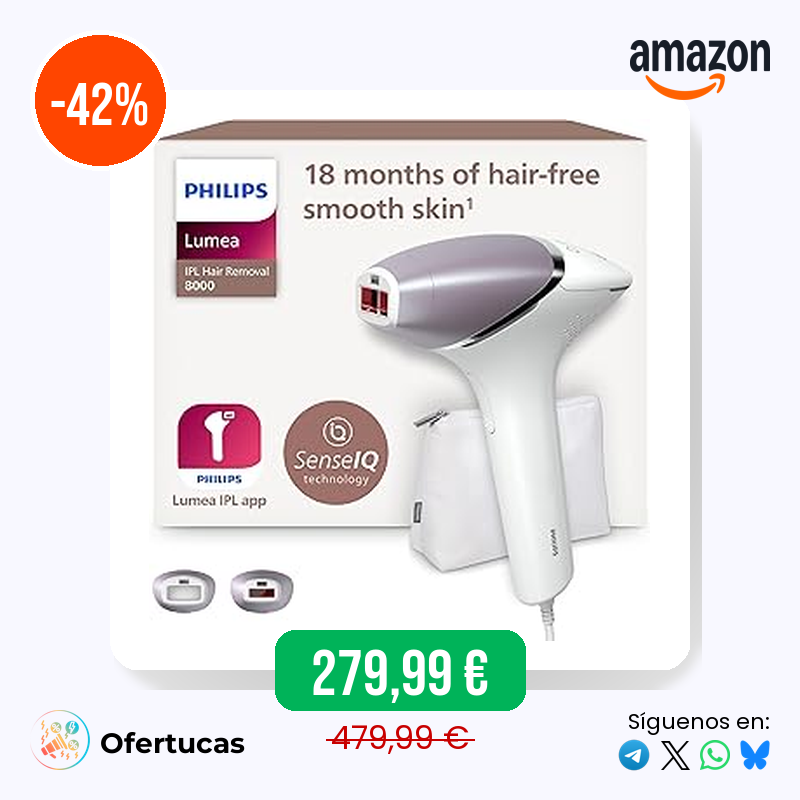 -42%
amazon
PHILIPS
Lumea
IPL Hair Removal
8000
18 months of hair-free
smooth skin¹
PHILIPS
Lumea IPL app
SenseIQ
technology
PHILIPS
279,99 €
479,99 €
Ofertucas
Síguenos en: